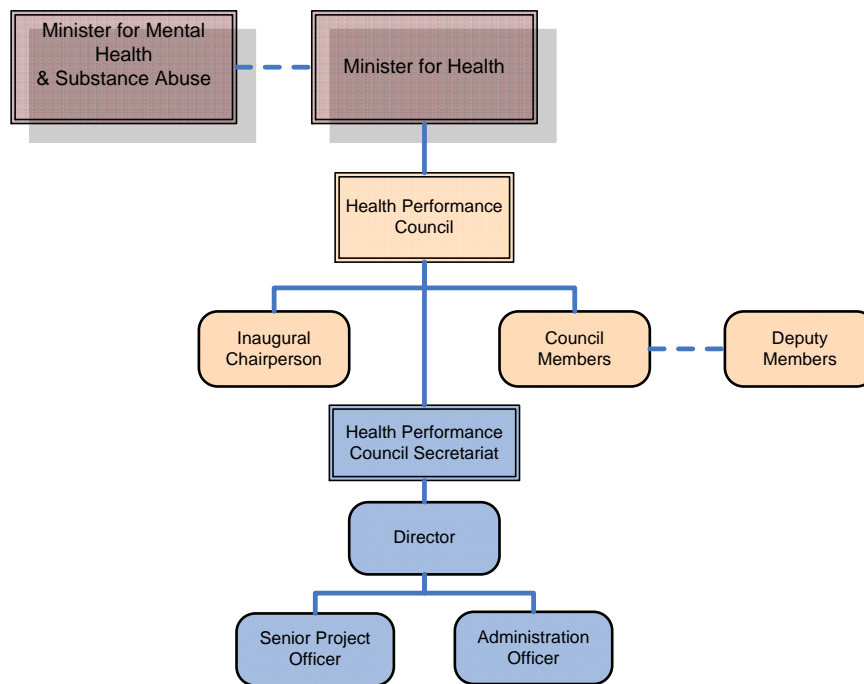 Minister for Mental
Health
& Substance Abuse
Minister for Health
Health Performance
Council
Inaugural
Chairperson
Council
Members
Deputy
Members
Health Performance
Council Secretariat
Director
Senior Project
Officer
Administration
Officer